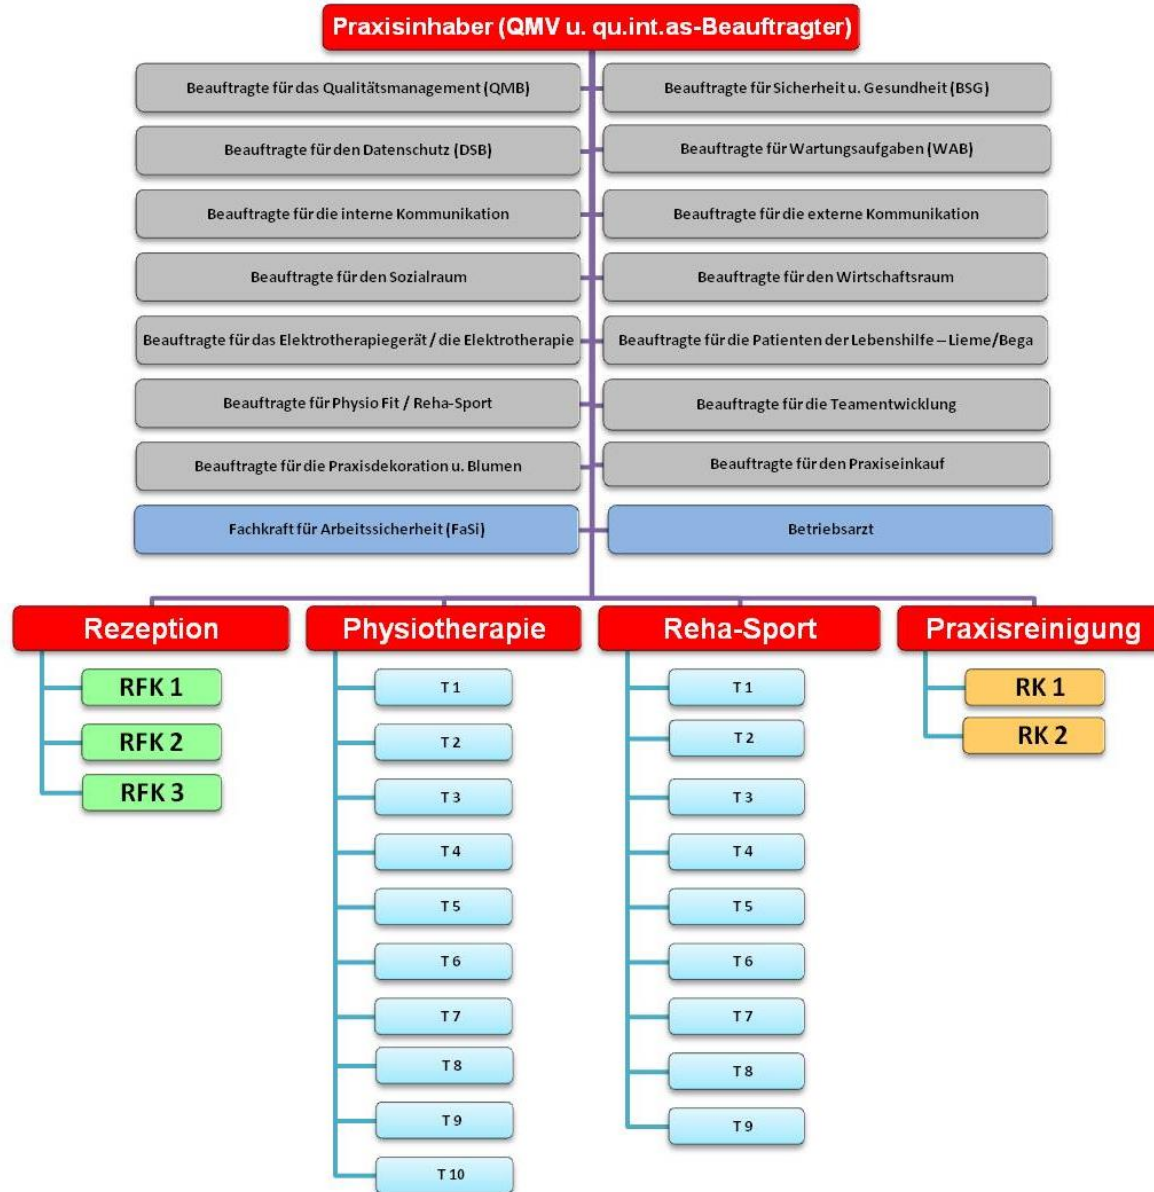 Praxisinhaber (QMV u. qu.int.as-Beauftragter)
Beauftragte für das Qualitätsmanagement (QMB)
Beauftragte für Sicherheit u. Gesundheit (BSG)
Beauftragte für den Datenschutz (DSB)
Beauftragte für Wartungsaufgaben (WAB)
Beauftragte für die interne Kommunikation
Beauftragte für die externe Kommunikation
Beauftragte für den Sozialraum
Beauftragte für den Wirtschaftsraum
Beauftragte für das Elektrotherapiegerät / die Elektrotherapie
Beauftragte für die Patienten der Lebenshilfe – Lieme/Bega
Beauftragte für Physio Fit / Reha-Sport
Beauftragte für die Teamentwicklung
Beauftragte für die Praxisdekoration u. Blumen
Beauftragte für den Praxiseinkauf
Fachkraft für Arbeitssicherheit (FaSi)
Betriebsarzt
Rezeption
RFK 1
RFK 2
RFK 3
Physiotherapie
T 1
T 2
T 3
T 4
T 5
T 6
T 7
T 8
T 9
T 10
Reha-Sport
T 1
T 2
T 3
T 4
T 5
T 6
T 7
T 8
T 9
Praxisreinigung
RK 1
RK 2